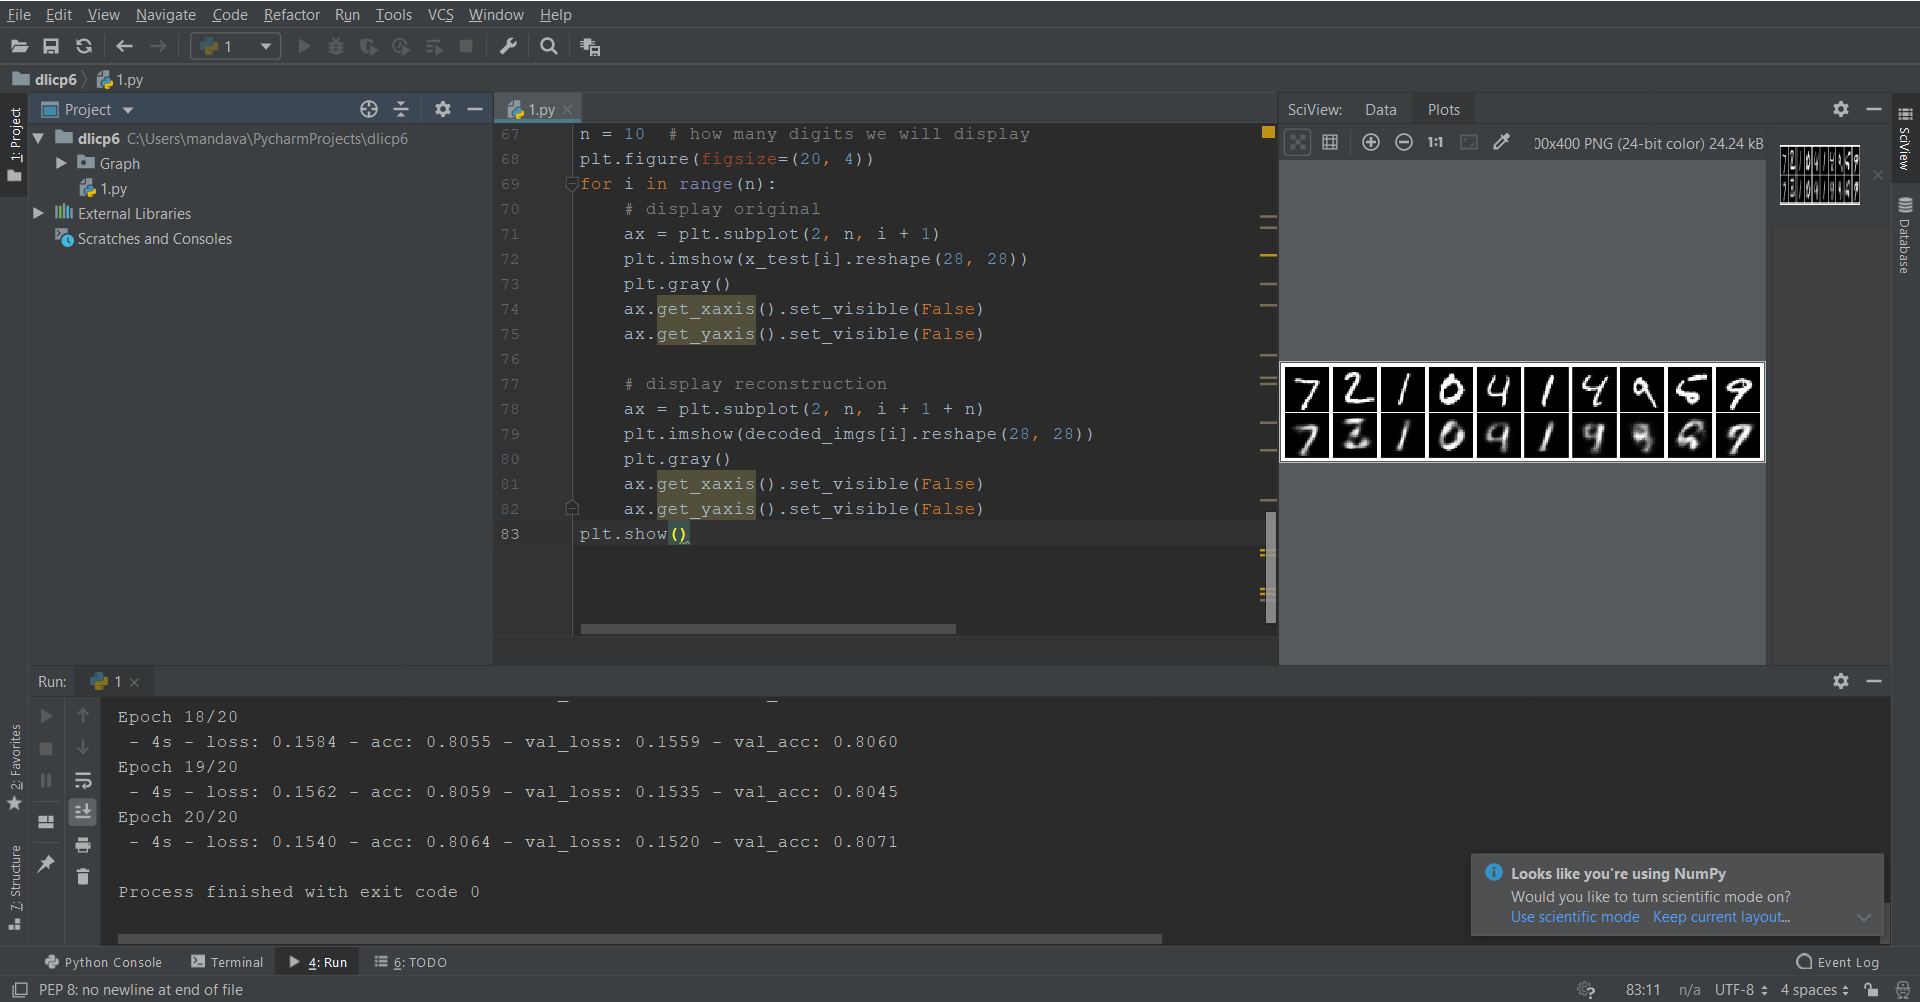 File Edit View Navigate Code Refactor Run Tools VCS Window Help
1
dlicp6 1.py
1: Project
Project
dlicp6 C:\Users\mandava\PycharmProjects\dlicp6
Graph
1.py
External Libraries
Scratches and Consoles
1.py
67 n = 10  # how many digits we will display
68 plt.figure(figsize=(20, 4))
69 for i in range(n):
70     # display original
71     ax = plt.subplot(2, n, i + 1)
72     plt.imshow(x_test[i].reshape(28, 28))
73     plt.gray()
74     ax.get_xaxis().set_visible(False)
75     ax.get_yaxis().set_visible(False)
76
77     # display reconstruction
78     ax = plt.subplot(2, n, i + 1 + n)
79     plt.imshow(decoded_imgs[i].reshape(28, 28))
80     plt.gray()
81     ax.get_xaxis().set_visible(False)
82     ax.get_yaxis().set_visible(False)
83 plt.show()
SciView: Data Plots
1:1 00x400 PNG (24-bit color) 24.24 kB
7 2 1 0 4 1 4 9 5 9
SciView
Database
Run: 1
Epoch 18/20
- 4s - loss: 0.1584 - acc: 0.8055 - val_loss: 0.1559 - val_acc: 0.8060
Epoch 19/20
- 4s - loss: 0.1562 - acc: 0.8059 - val_loss: 0.1535 - val_acc: 0.8045
Epoch 20/20
- 4s - loss: 0.1540 - acc: 0.8064 - val_loss: 0.1520 - val_acc: 0.8071
Process finished with exit code 0
2: Favorites
7: Structure
Looks like you're using NumPy
Would you like to turn scientific mode on?
Use scientific mode Keep current layout...
Python Console Terminal 4: Run 6: TODO Event Log
PEP 8: no newline at end of file 83:11 n/a UTF-8 4 spaces